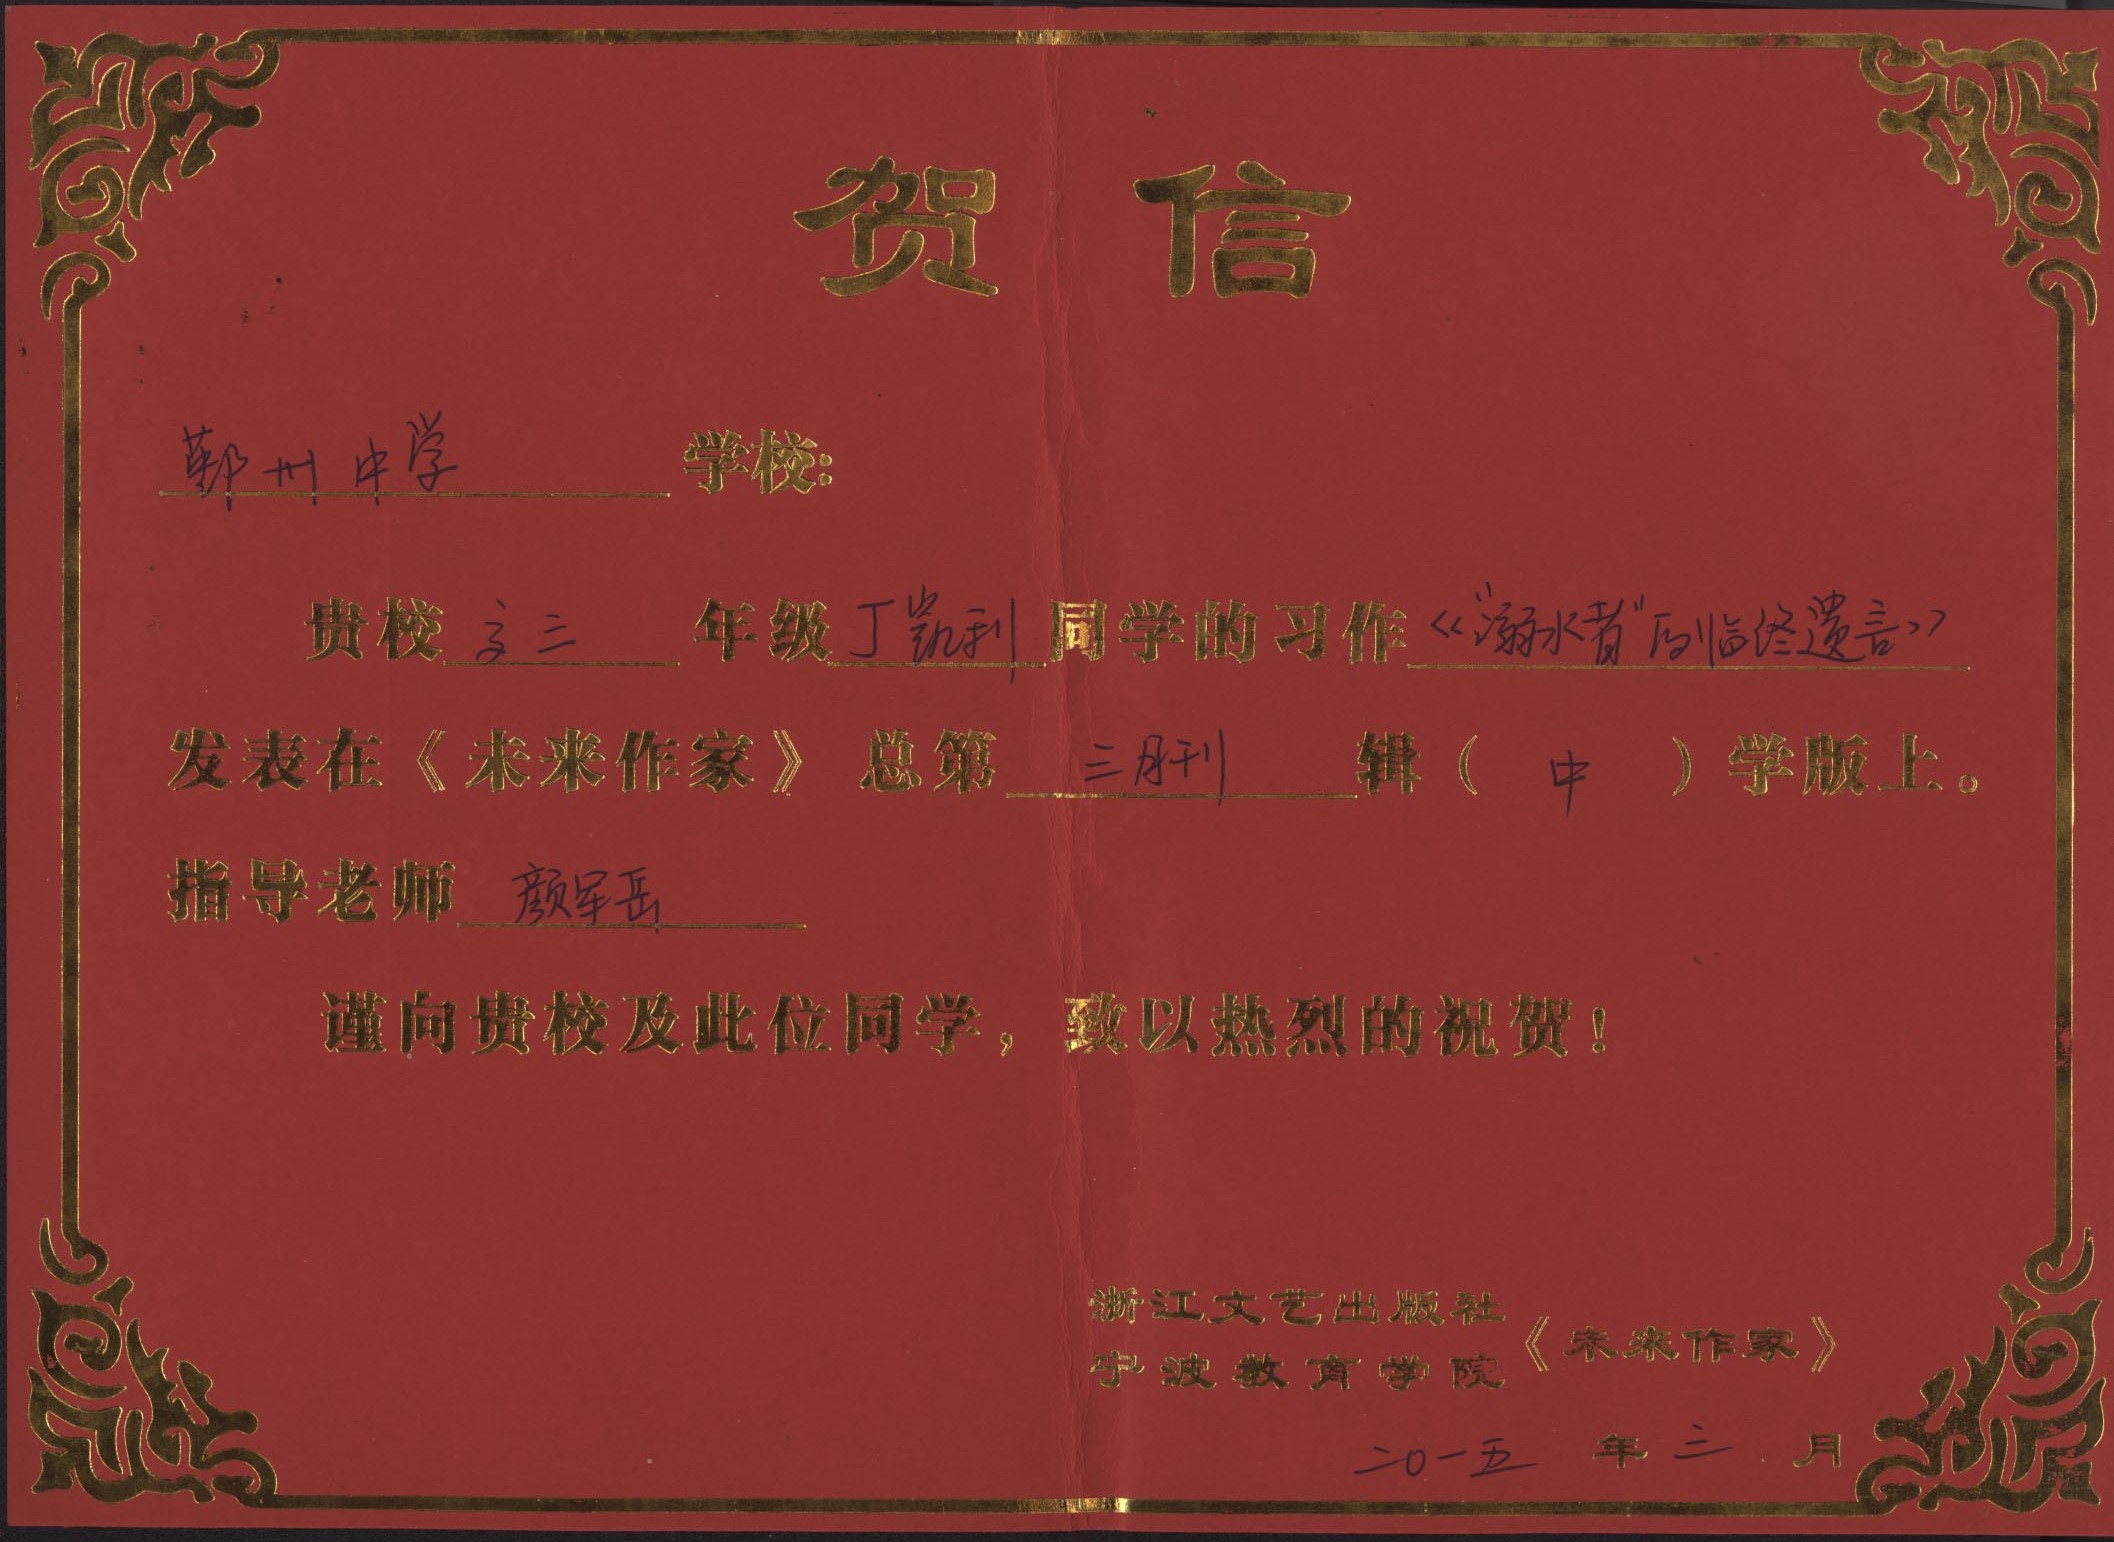 贺信
鄞州中学 学校:
贵校 高三 年级 丁凯利 同学的习作 《“溺水者”的临终遗言》
发表在《未来作家》总第 三月刊 辑（ 中 ）学版上。
指导老师 颜军岳
谨向贵校及此位同学，致以热烈的祝贺！
浙江文艺出版社
宁波教育学院《未来作家》
二〇一五 年 三 月